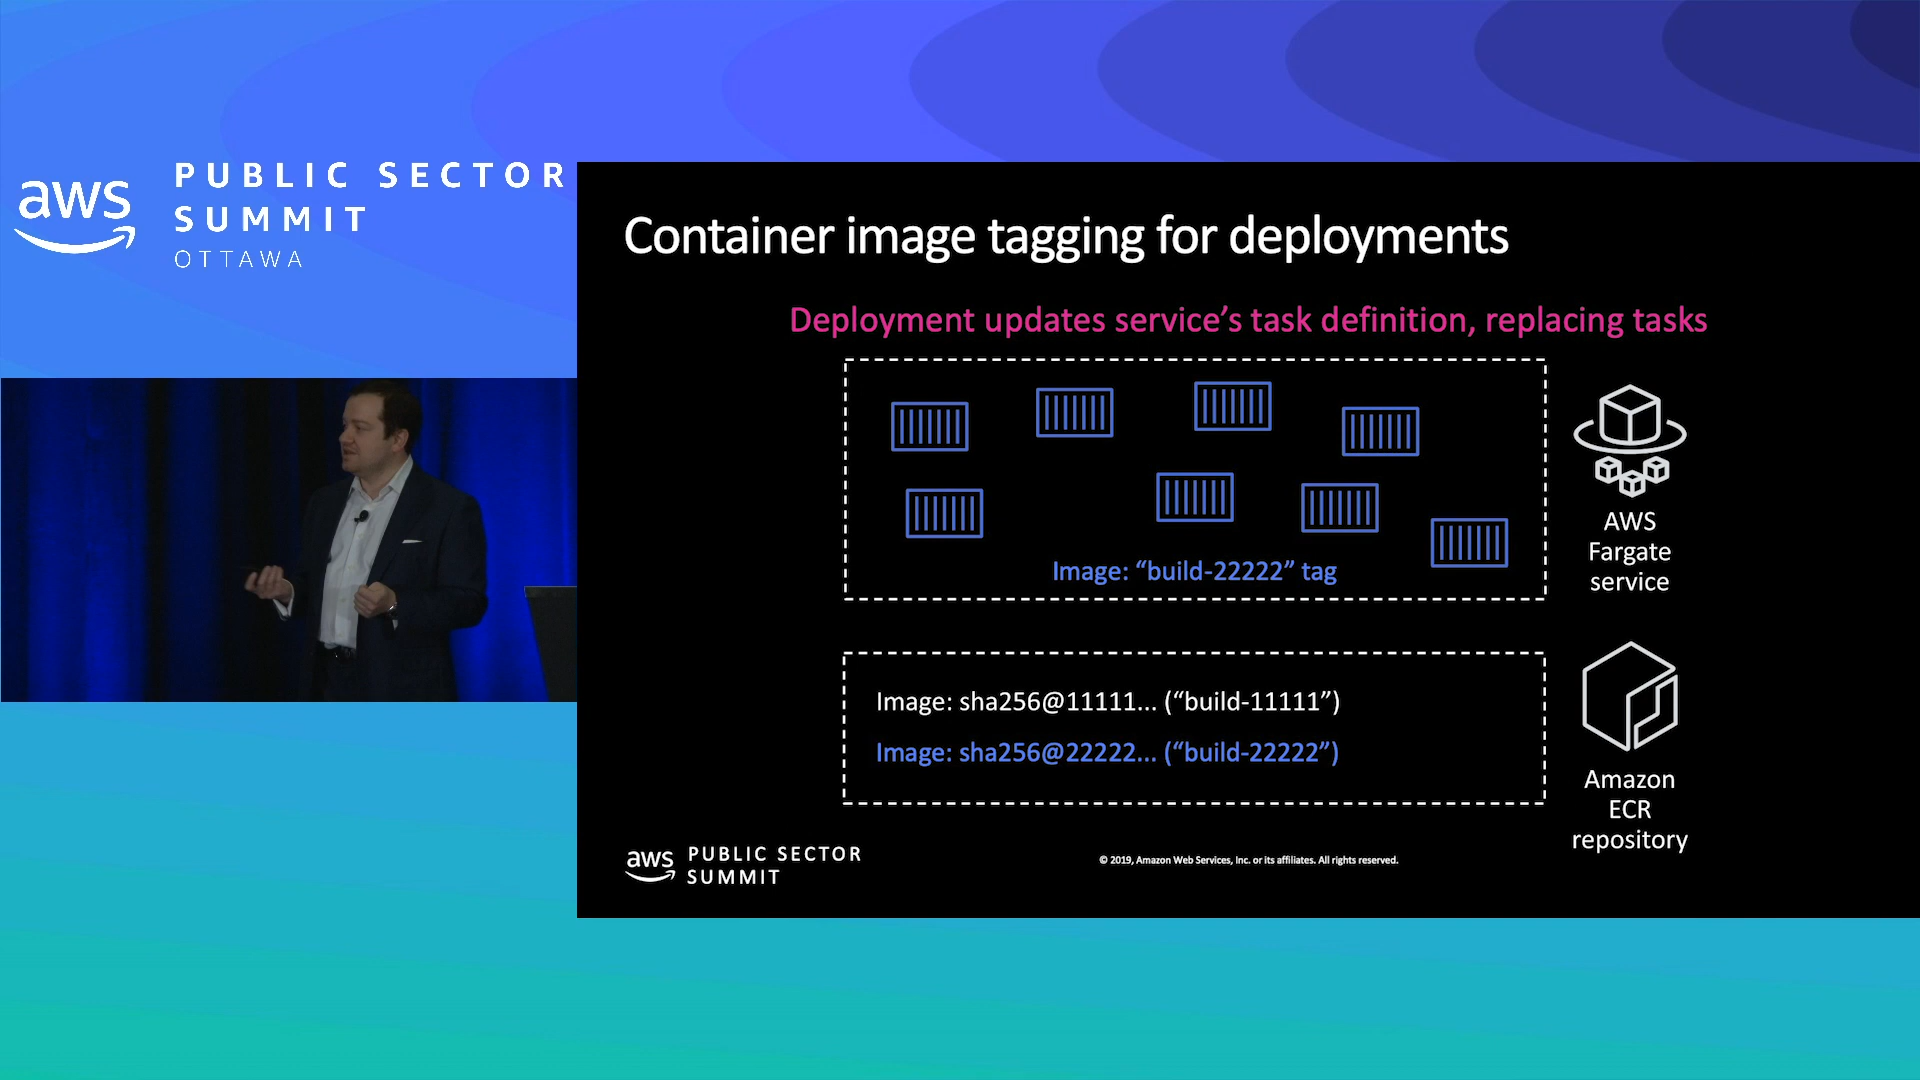 aws
PUBLIC SECTOR
SUMMIT
OTTAWA
Container image tagging for deployments
Deployment updates service’s task definition, replacing tasks
Image: “build-22222” tag
AWS
Fargate
service
Image: sha256@11111... (“build-11111”)
Image: sha256@22222... (“build-22222”)
Amazon
ECR
repository
aws
PUBLIC SECTOR
SUMMIT
© 2019, Amazon Web Services, Inc. or its affiliates. All rights reserved.